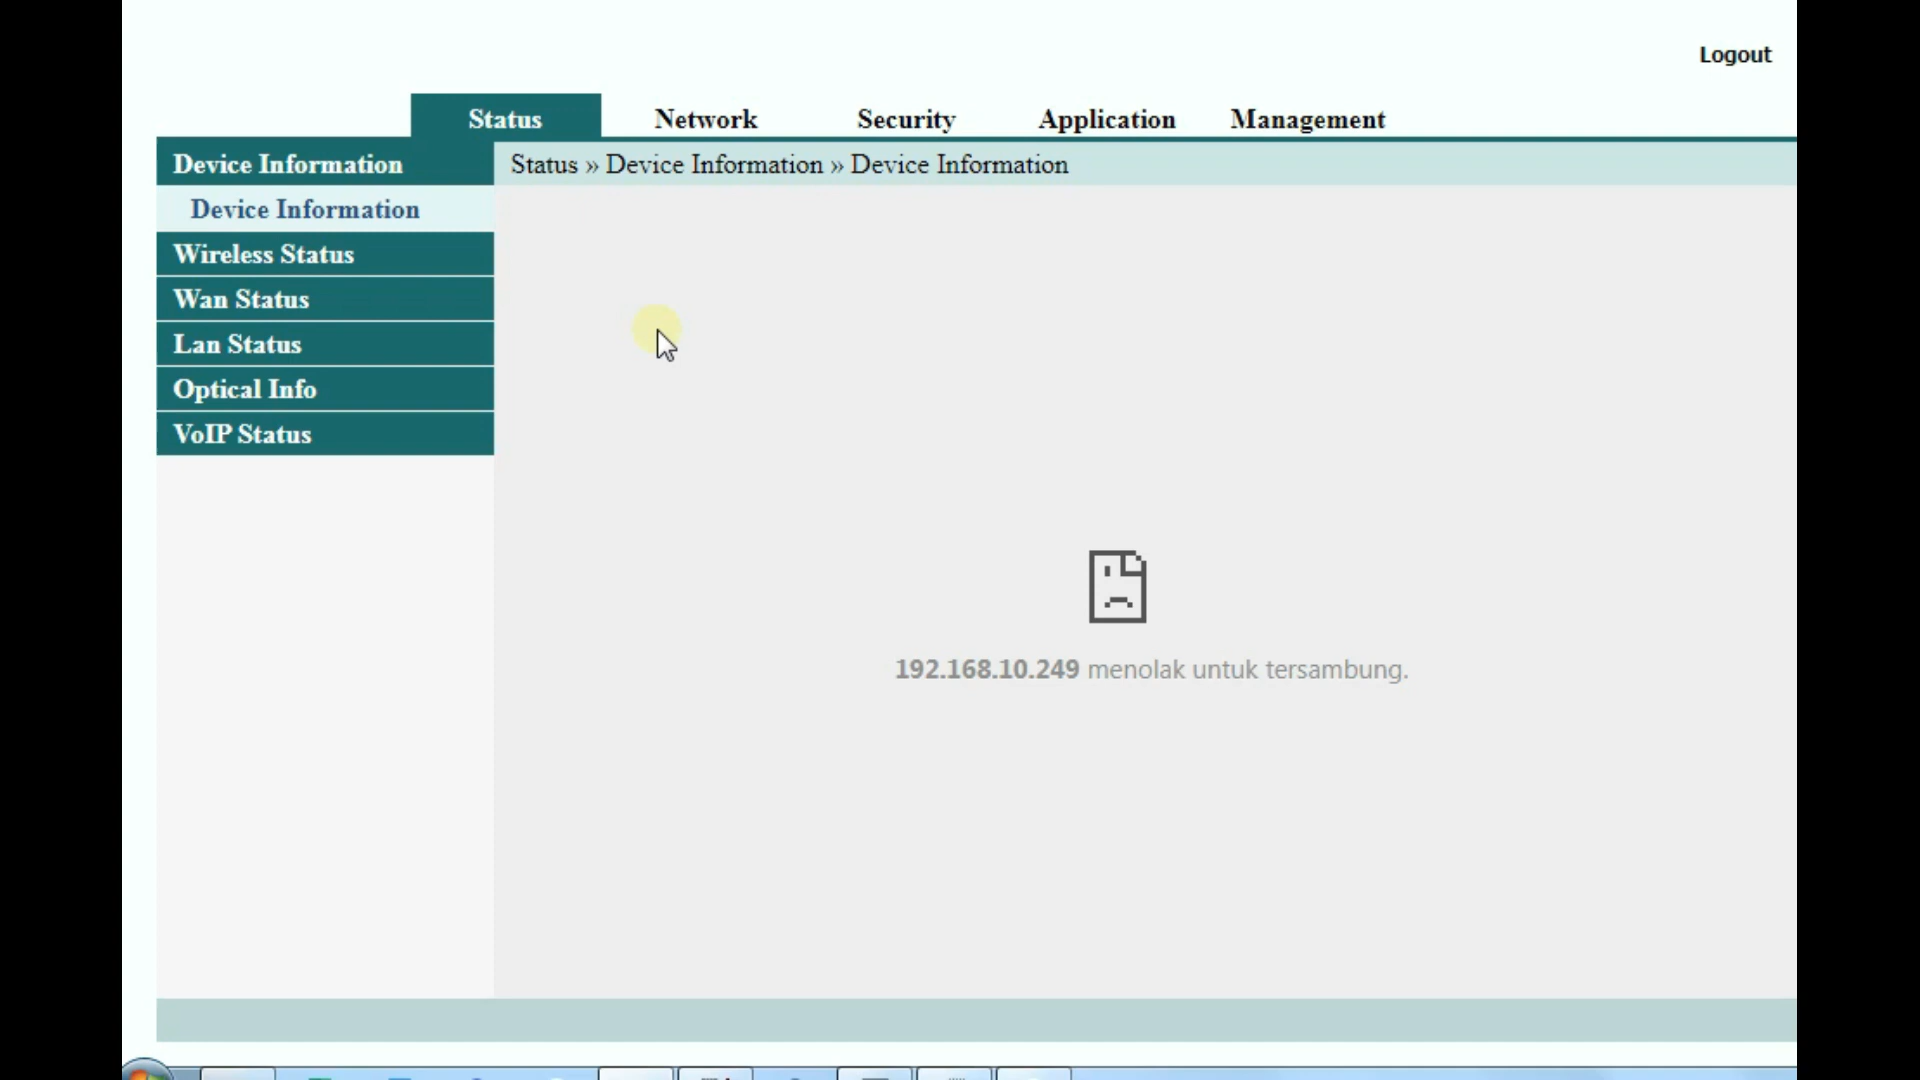 Logout
Status Network Security Application Management
Device Information
Status » Device Information » Device Information
Device Information
Wireless Status
Wan Status
Lan Status
Optical Info
VoIP Status
192.168.10.249 menolak untuk tersambung.